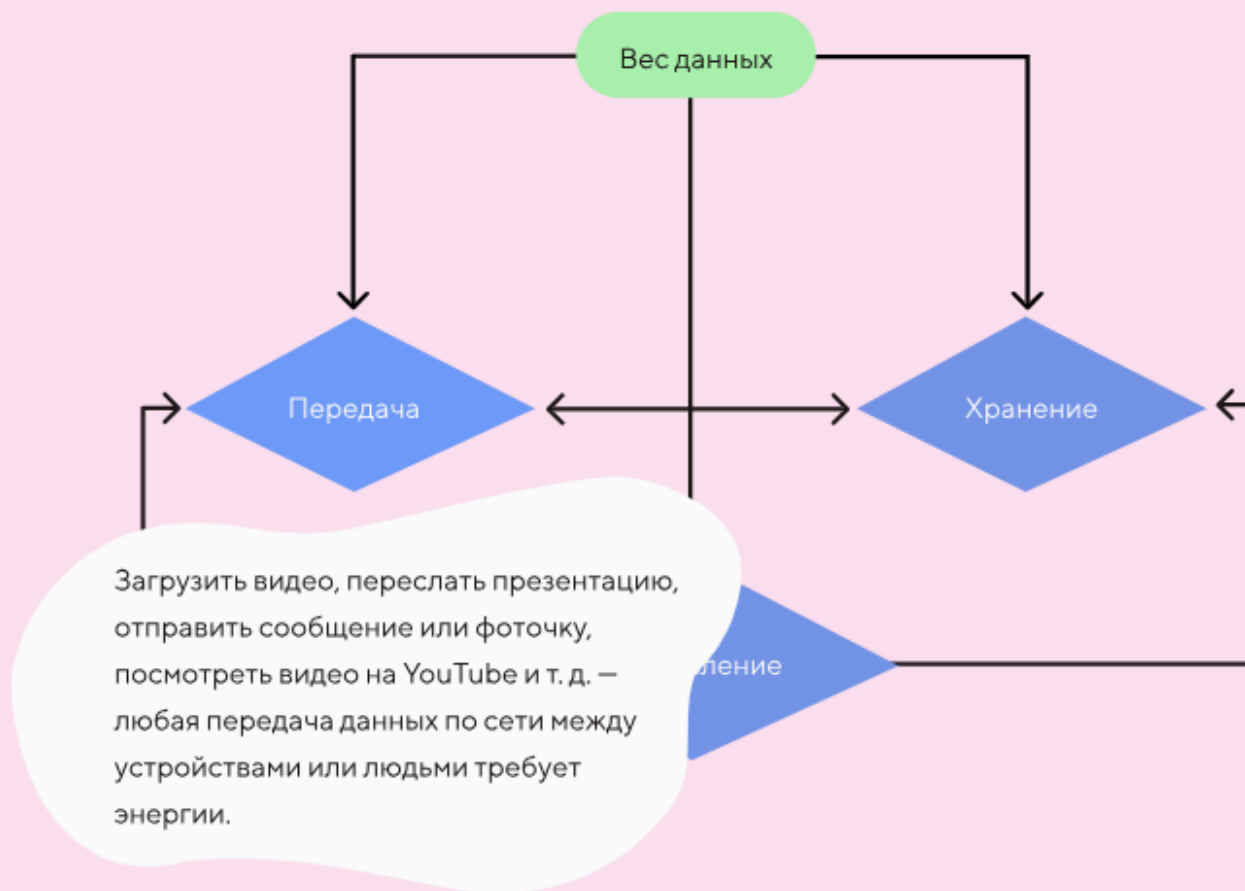 Вес данных
Передача
Хранение
Загрузить видео, переслать презентацию,
отправить сообщение или фоточку,
посмотреть видео на YouTube и т. д. —
любая передача данных по сети между
устройствами или людьми требует
энергии.